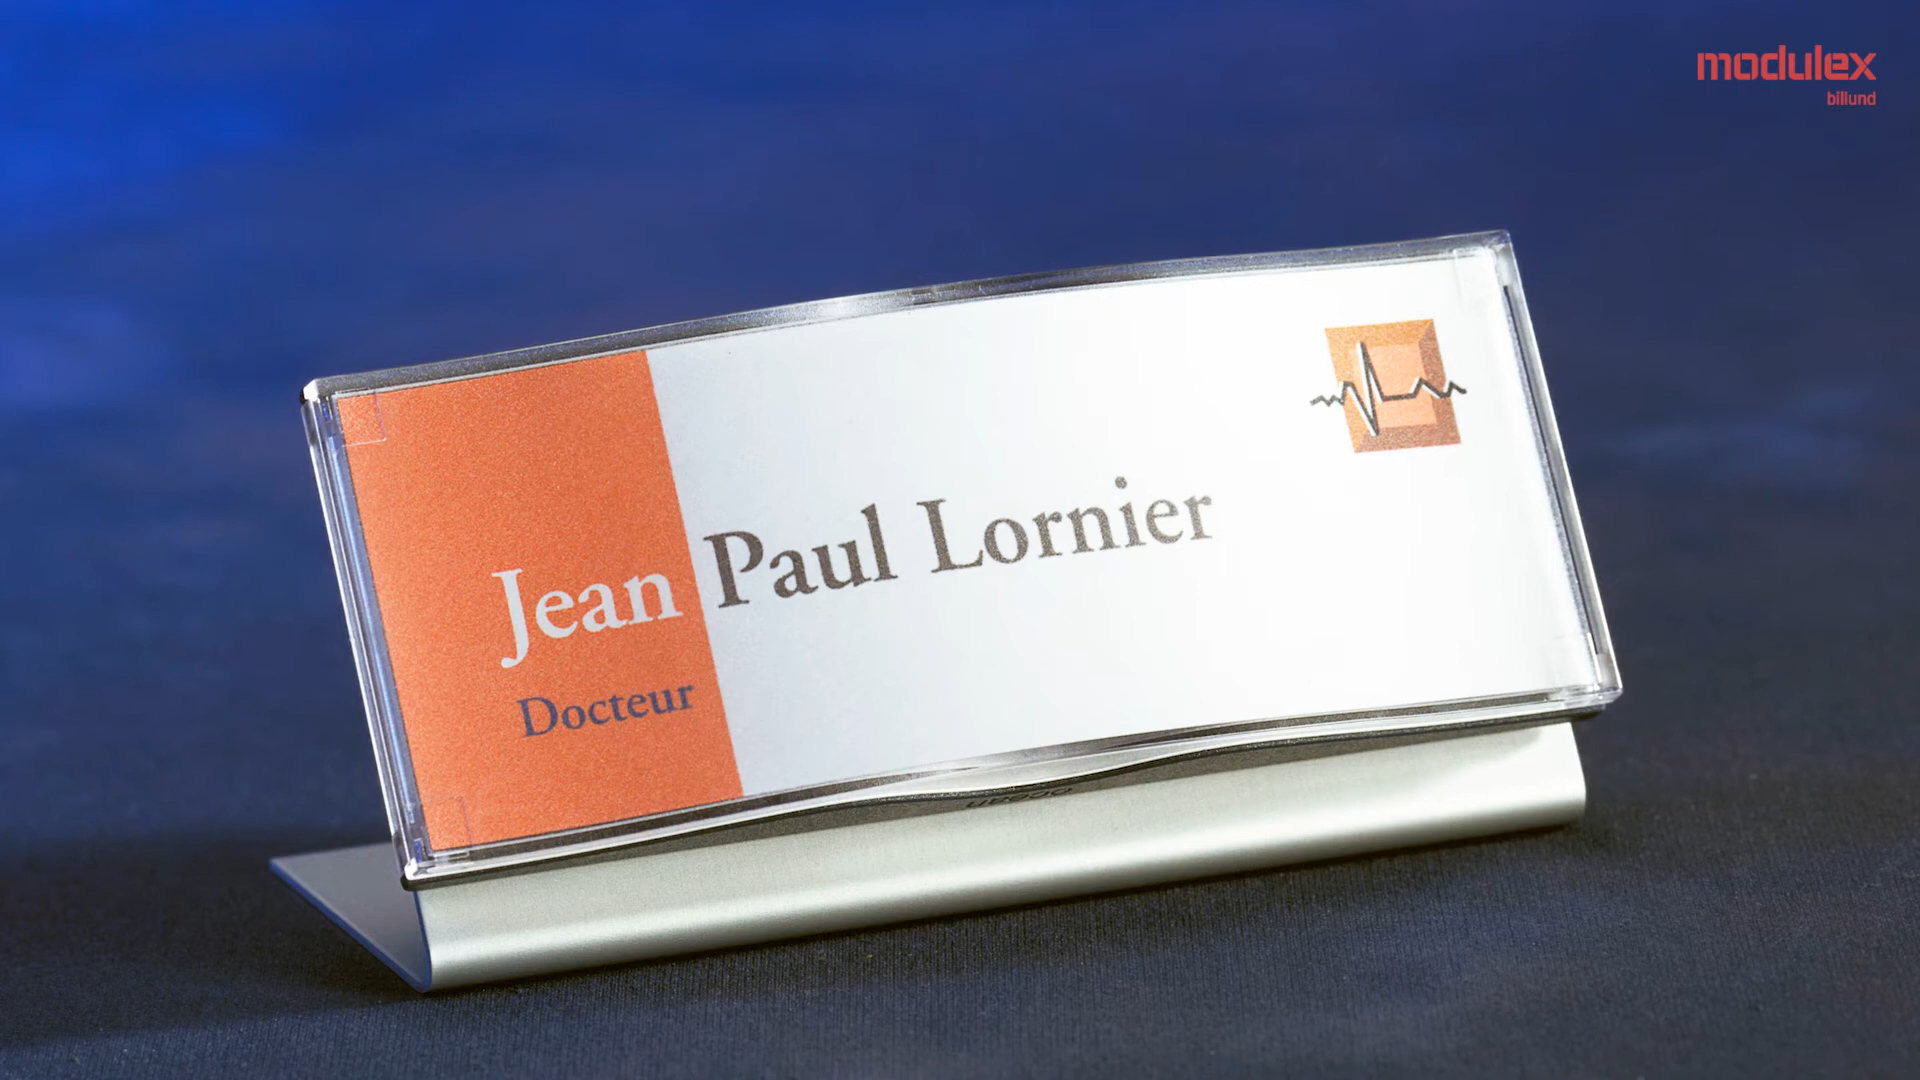 modulex
billund
Jean Paul Lornier
Docteur